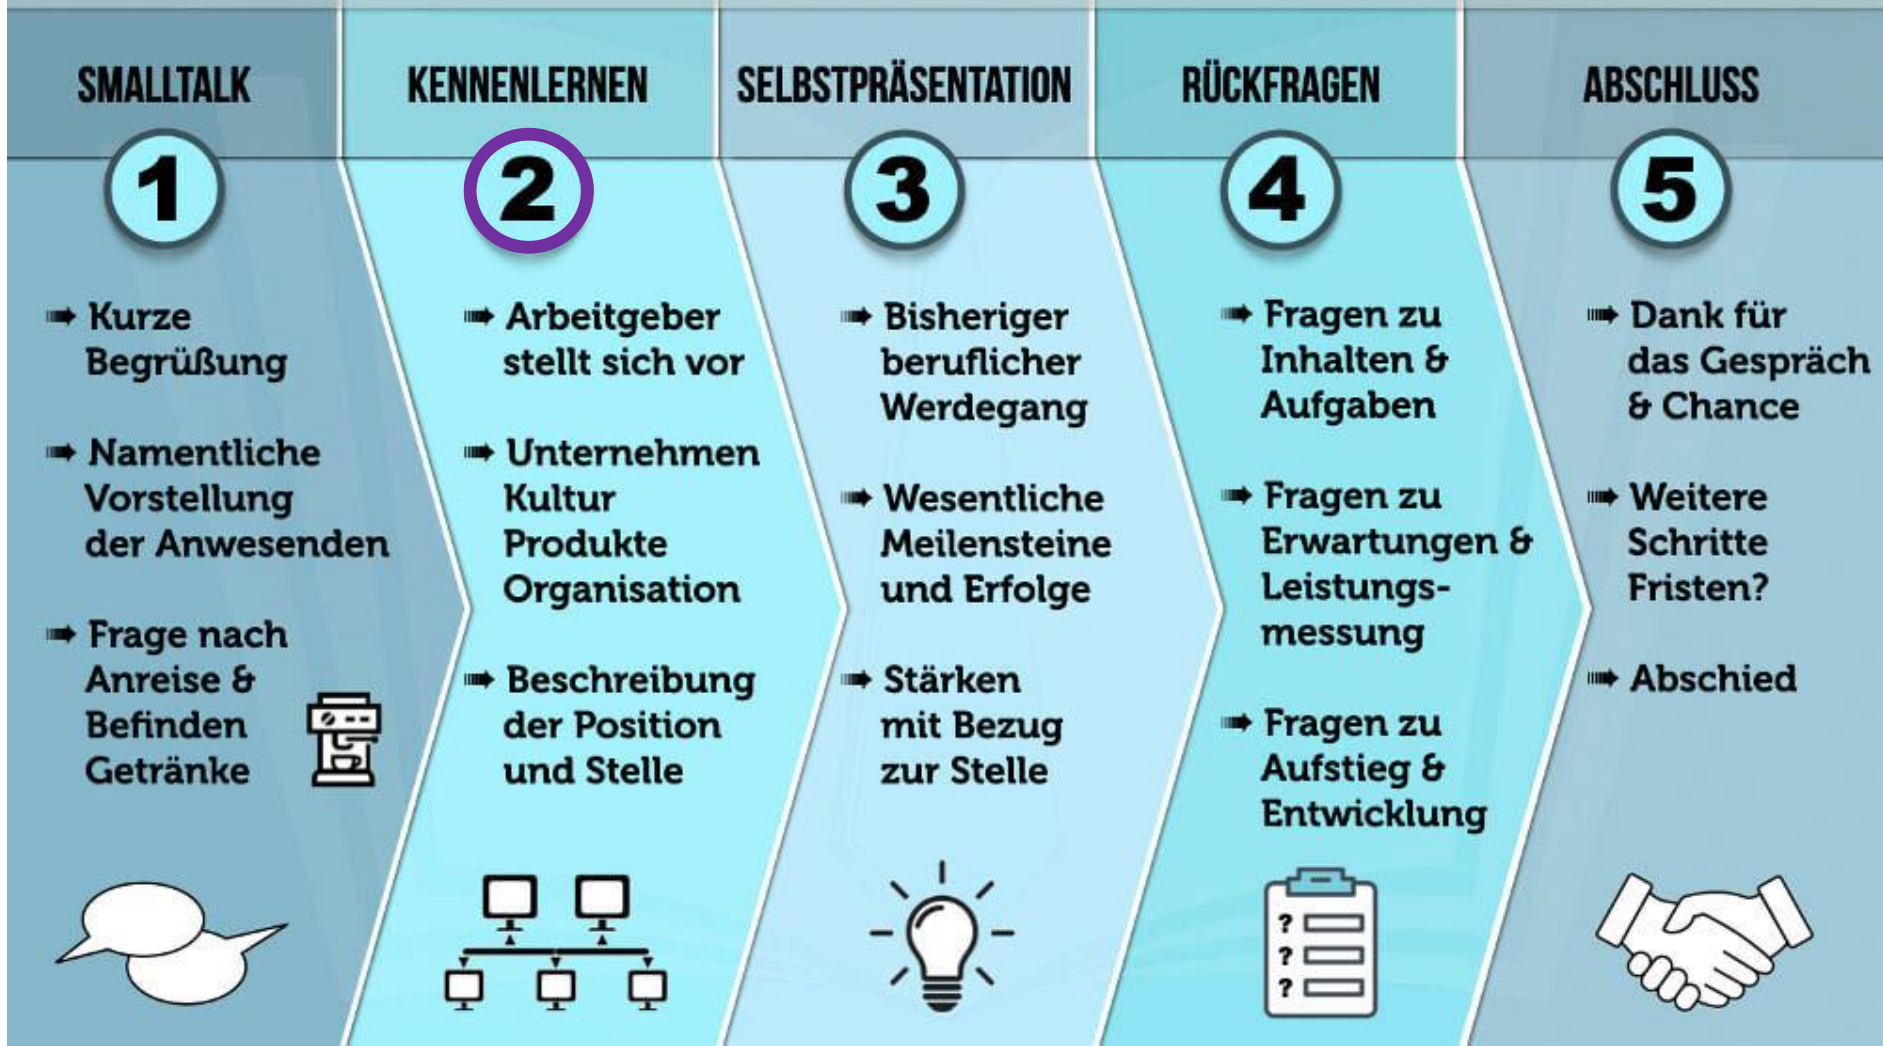 SMALLTALK
1
Kurze
Begrüßung
Namentliche
Vorstellung
der Anwesenden
Frage nach
Anreise &
Befinden
Getränke
KENNENLERNEN
2
Arbeitgeber
stellt sich vor
Unternehmen
Kultur
Produkte
Organisation
Beschreibung
der Position
und Stelle
SELBSTPRÄSENTATION
3
Bisheriger
beruflicher
Werdegang
Wesentliche
Meilensteine
und Erfolge
Stärken
mit Bezug
zur Stelle
RÜCKFRAGEN
4
Fragen zu
Inhalten &
Aufgaben
Fragen zu
Erwartungen &
Leistungs-
messung
Fragen zu
Aufstieg &
Entwicklung
?
?
?
ABSCHLUSS
5
Dank für
das Gespräch
& Chance
Weitere
Schritte
Fristen?
Abschied